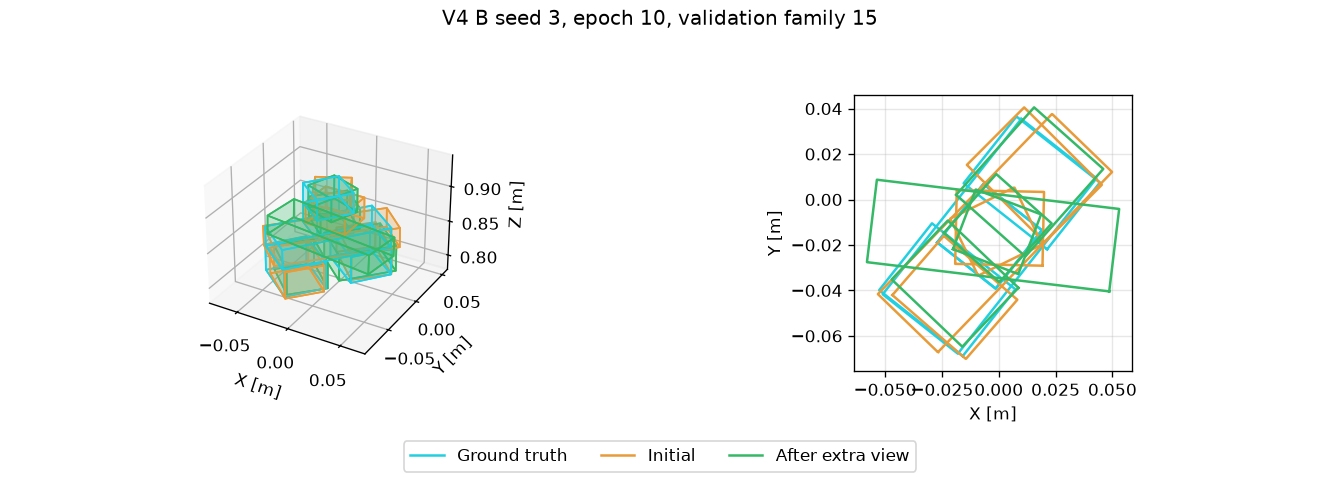 V4 B seed 3, epoch 10, validation family 15
0.90
0.85
0.80
Z [m]
0.05
0.00
−0.05
Y [m]
−0.05
0.00
0.05
X [m]
0.04
0.02
0.00
−0.02
−0.04
−0.06
Y [m]
−0.050
−0.025
0.000
0.025
0.050
X [m]
Ground truth
Initial
After extra view